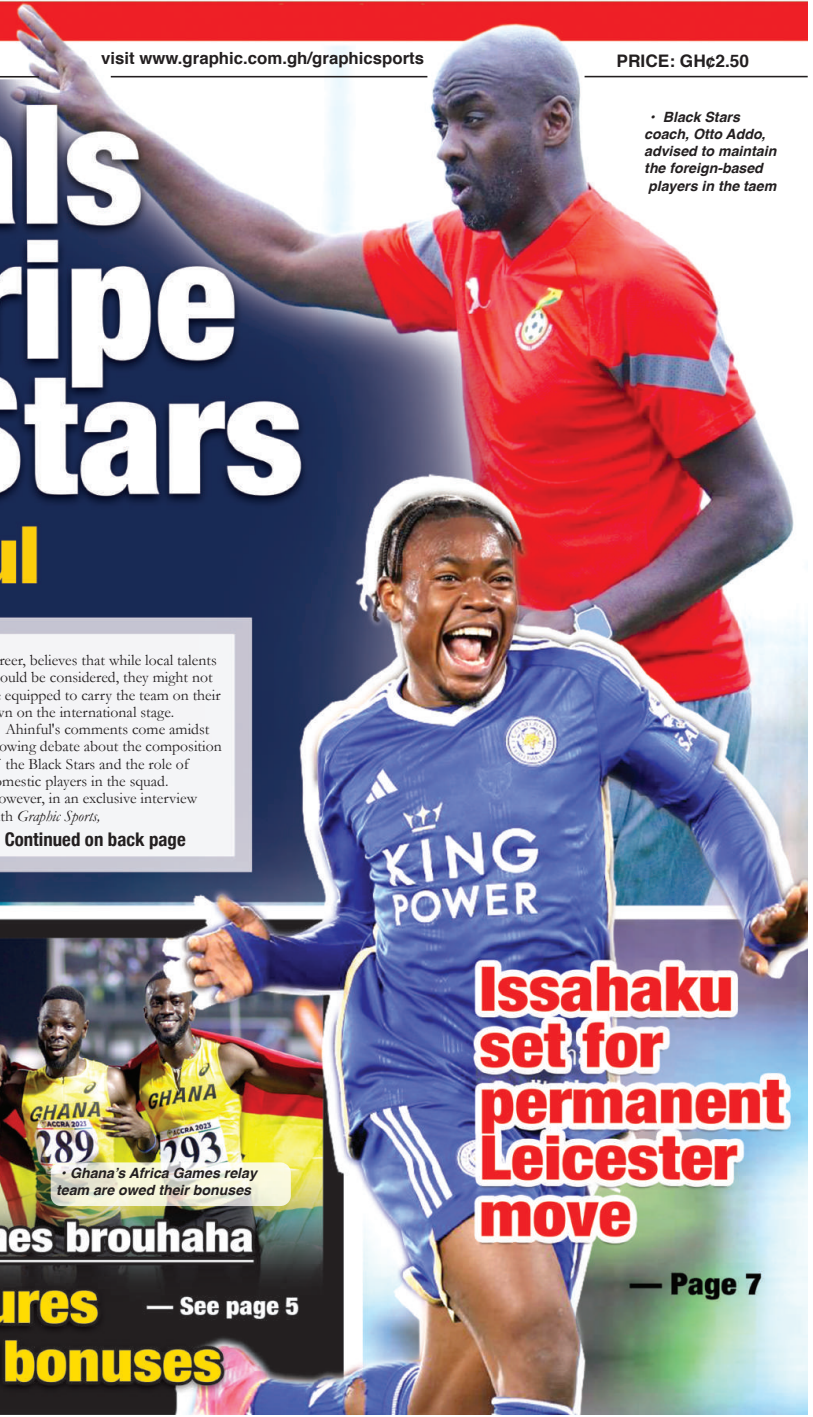 visit www.graphic.com.gh/graphicsports
PRICE: GH¢2.50
• Black Stars
coach, Otto Addo,
advised to maintain
the foreign-based
players in the taem
als
ripe
Stars
ul
reer, believes that while local talents
ould be considered, they might not
e equipped to carry the team on their
wn on the international stage.
Ahinful's comments come amidst
owing debate about the composition
f the Black Stars and the role of
omestic players in the squad.
owever, in an exclusive interview
th Graphic Sports,
Continued on back page
KING
POWER
Issahaku
set for
permanent
Leicester
move
— Page 7
GHANA
ACCRA 2023
289
GHANA
ACCRA 2023
293
• Ghana's Africa Games relay
team are owed their bonuses
nes brouhaha
ures
— See page 5
bonuses